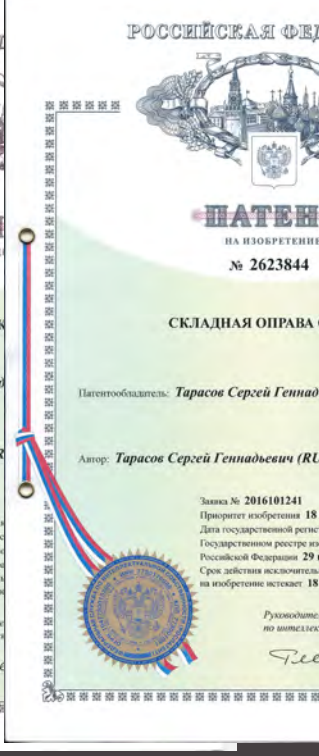 РОССИЙСКАЯ ФЕД
ПАТЕН
НА ИЗОБРЕТЕНИЕ
№ 2623844
СКЛАДНАЯ ОПРАВА
Патентообладатель: Тарасов Сергей Геннад
Автор: Тарасов Сергей Геннадьевич (RU
Заявка № 2016101241
Приоритет изобретения 18
Дата государственной регист
Государственном реестре из
Российской Федерации 29
Срок действия исключитель
на изобретение истекает 18
Руководите
по интеллек